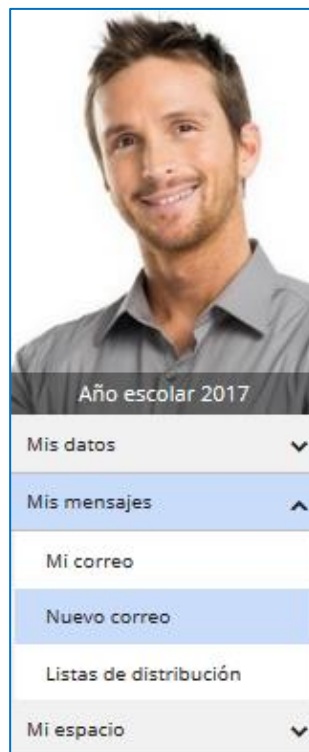 Año escolar 2017
Mis datos
Mis mensajes
Mi correo
Nuevo correo
Listas de distribución
Mi espacio